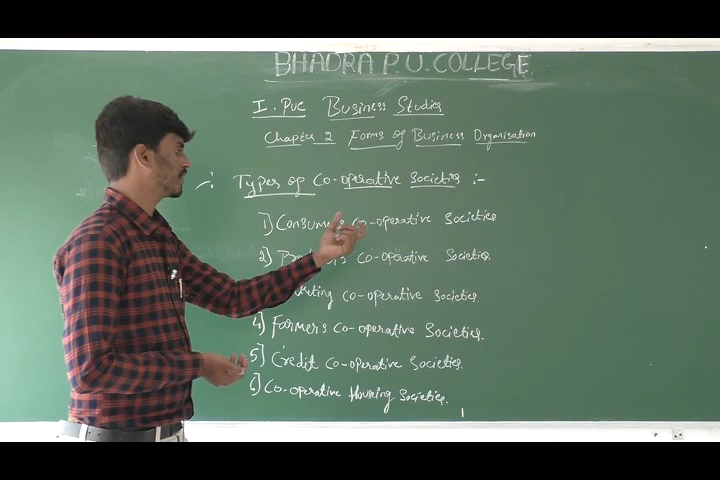 BHADRA P.U. COLLEGE.
I. PUC Business Studies
Chapter 2 Forms of Business Organisation
Types of Co-operative Societies :-
1] Consumers Co-operative Societies
2] Co-operative Societies.
Co-operative Societies.
4] Farmers Co-operative Societies.
5] Credit Co-operative Societies.
6] Co-operative Housing Societies.